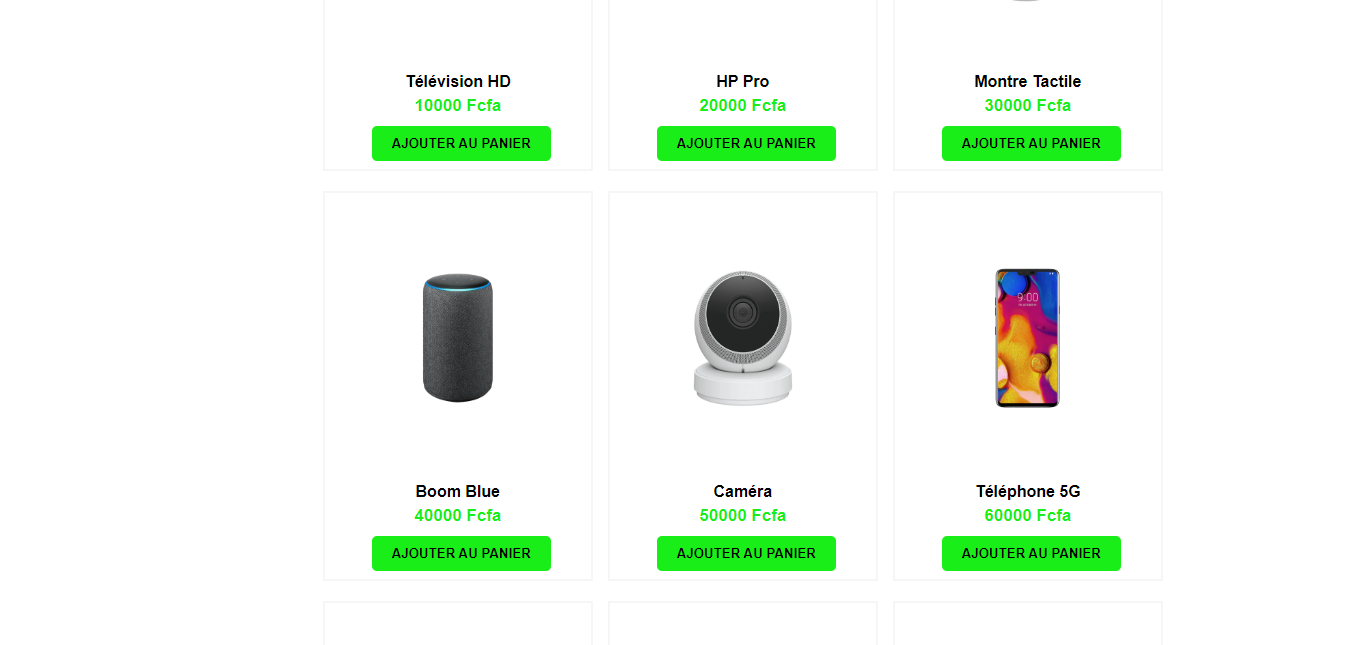 Télévision HD
10000 Fcfa
AJOUTER AU PANIER
HP Pro
20000 Fcfa
AJOUTER AU PANIER
Montre Tactile
30000 Fcfa
AJOUTER AU PANIER
9:00
Boom Blue
40000 Fcfa
AJOUTER AU PANIER
Caméra
50000 Fcfa
AJOUTER AU PANIER
Téléphone 5G
60000 Fcfa
AJOUTER AU PANIER